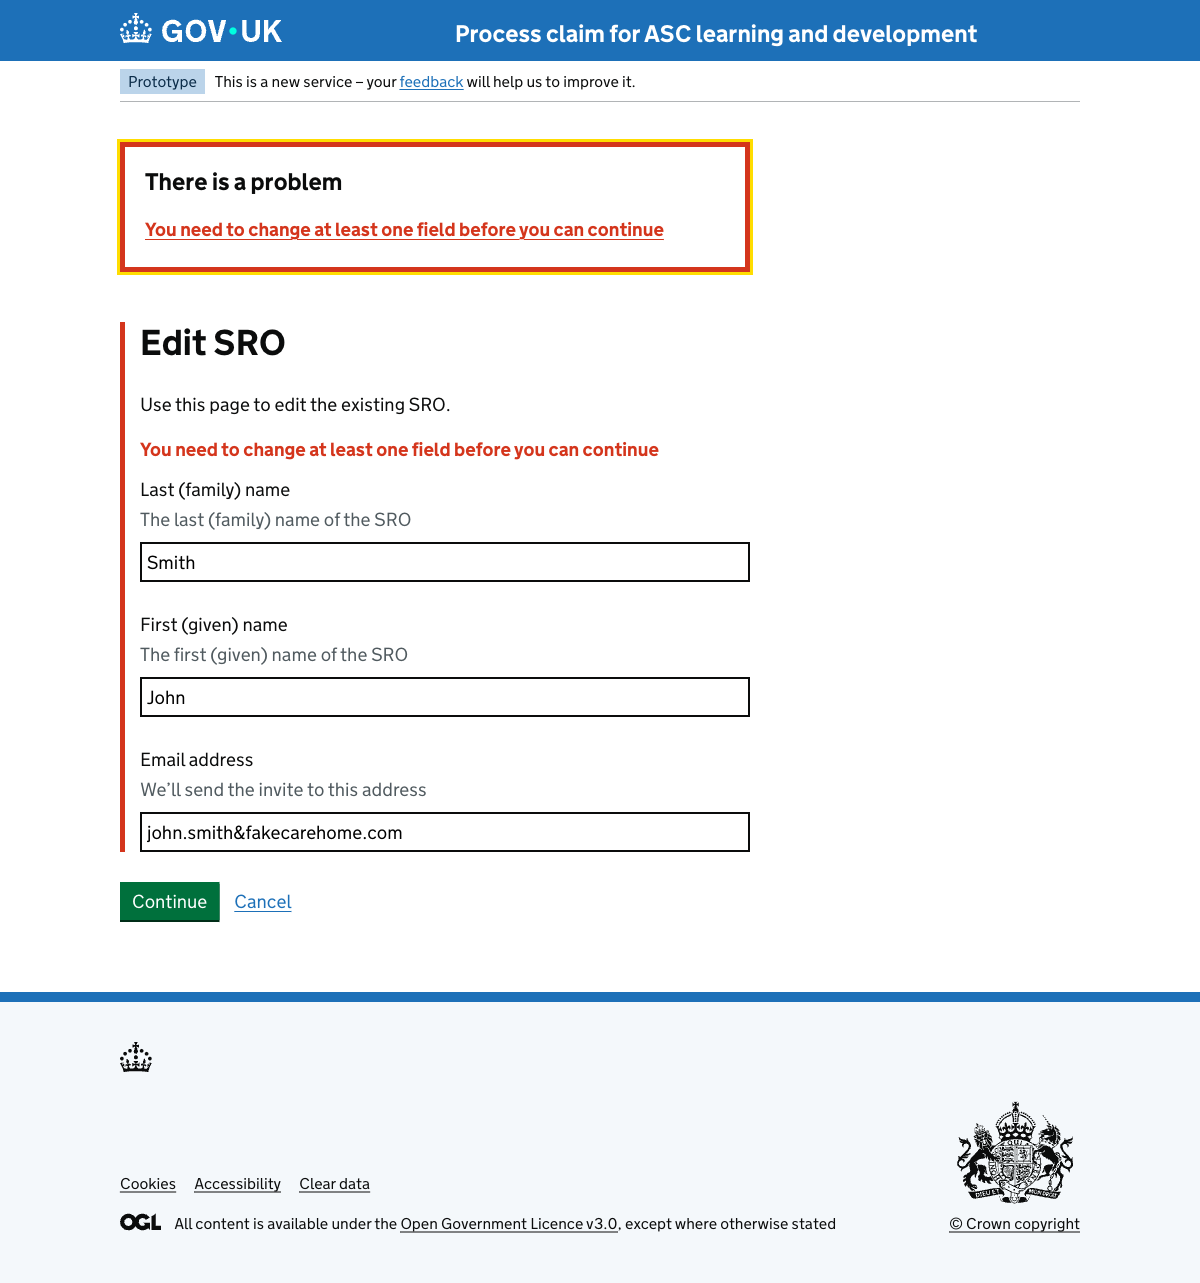 GOV·UK
Process claim for ASC learning and development
Prototype This is a new service – your feedback will help us to improve it.
There is a problem
You need to change at least one field before you can continue
Edit SRO
Use this page to edit the existing SRO.
You need to change at least one field before you can continue
Last (family) name
The last (family) name of the SRO
Smith
First (given) name
The first (given) name of the SRO
John
Email address
We’ll send the invite to this address
john.smith&fakecarehome.com
Continue Cancel
Cookies Accessibility Clear data
OGL All content is available under the Open Government Licence v3.0, except where otherwise stated
© Crown copyright